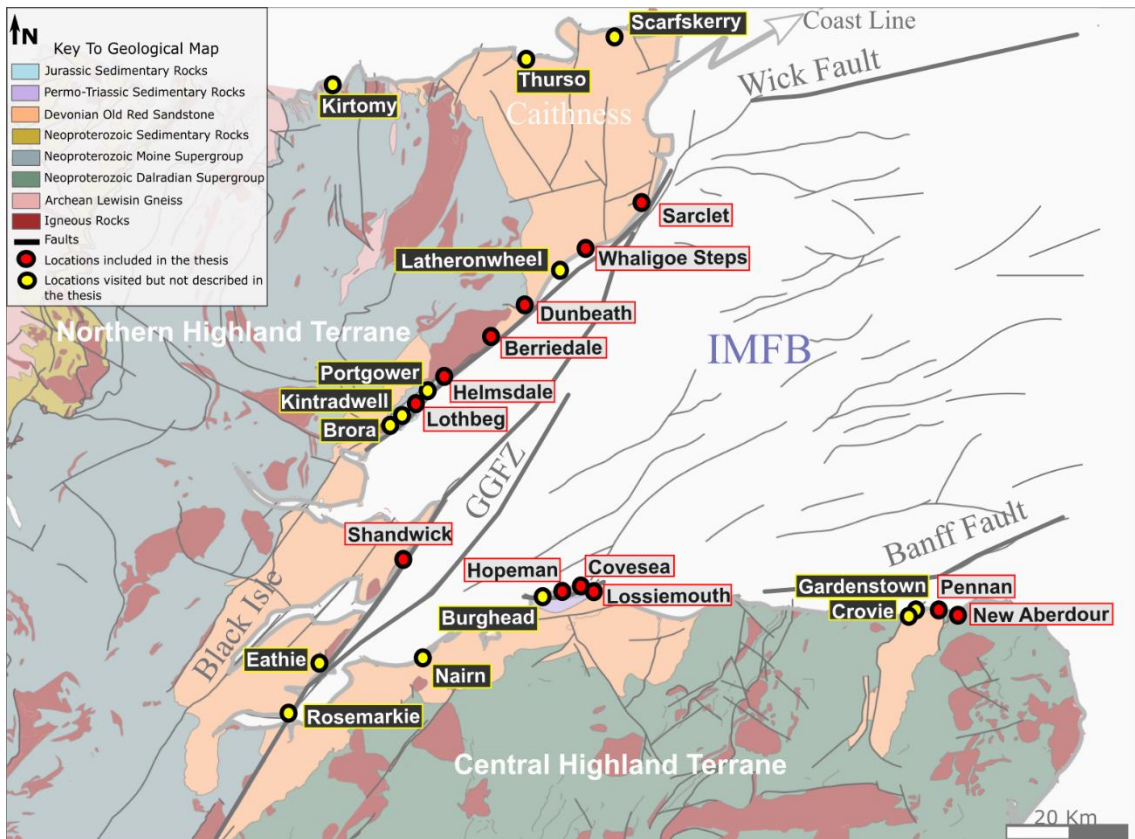 N
Key To Geological Map
Jurassic Sedimentary Rocks
Permo-Triassic Sedimentary Rocks
Devonian Old Red Sandstone
Neoproterozoic Sedimentary Rocks
Neoproterozoic Moine Supergroup
Neoproterozoic Dalradian Supergroup
Archean Lewisin Gneiss
Igneous Rocks
Faults
Locations included in the thesis
Locations visited but not described in
the thesis
Scarfskerry
Coast Line
Thurso
Wick Fault
Kirtomy
Caithness
Sarclet
Whaligoe Steps
Latheronwheel
Dunbeath
Northern Highland Terrane
Berriedale
IMFB
Portgower
Helmsdale
Kintradwell
Lothbeg
Brora
GGFZ
Shandwick
Banff Fault
Hopeman
Covesea
Lossiemouth
Burghead
Gardenstown
Pennan
Crovie
New Aberdour
Black Isle
Eathie
Nairn
Rosemarkie
Central Highland Terrane
20 Km